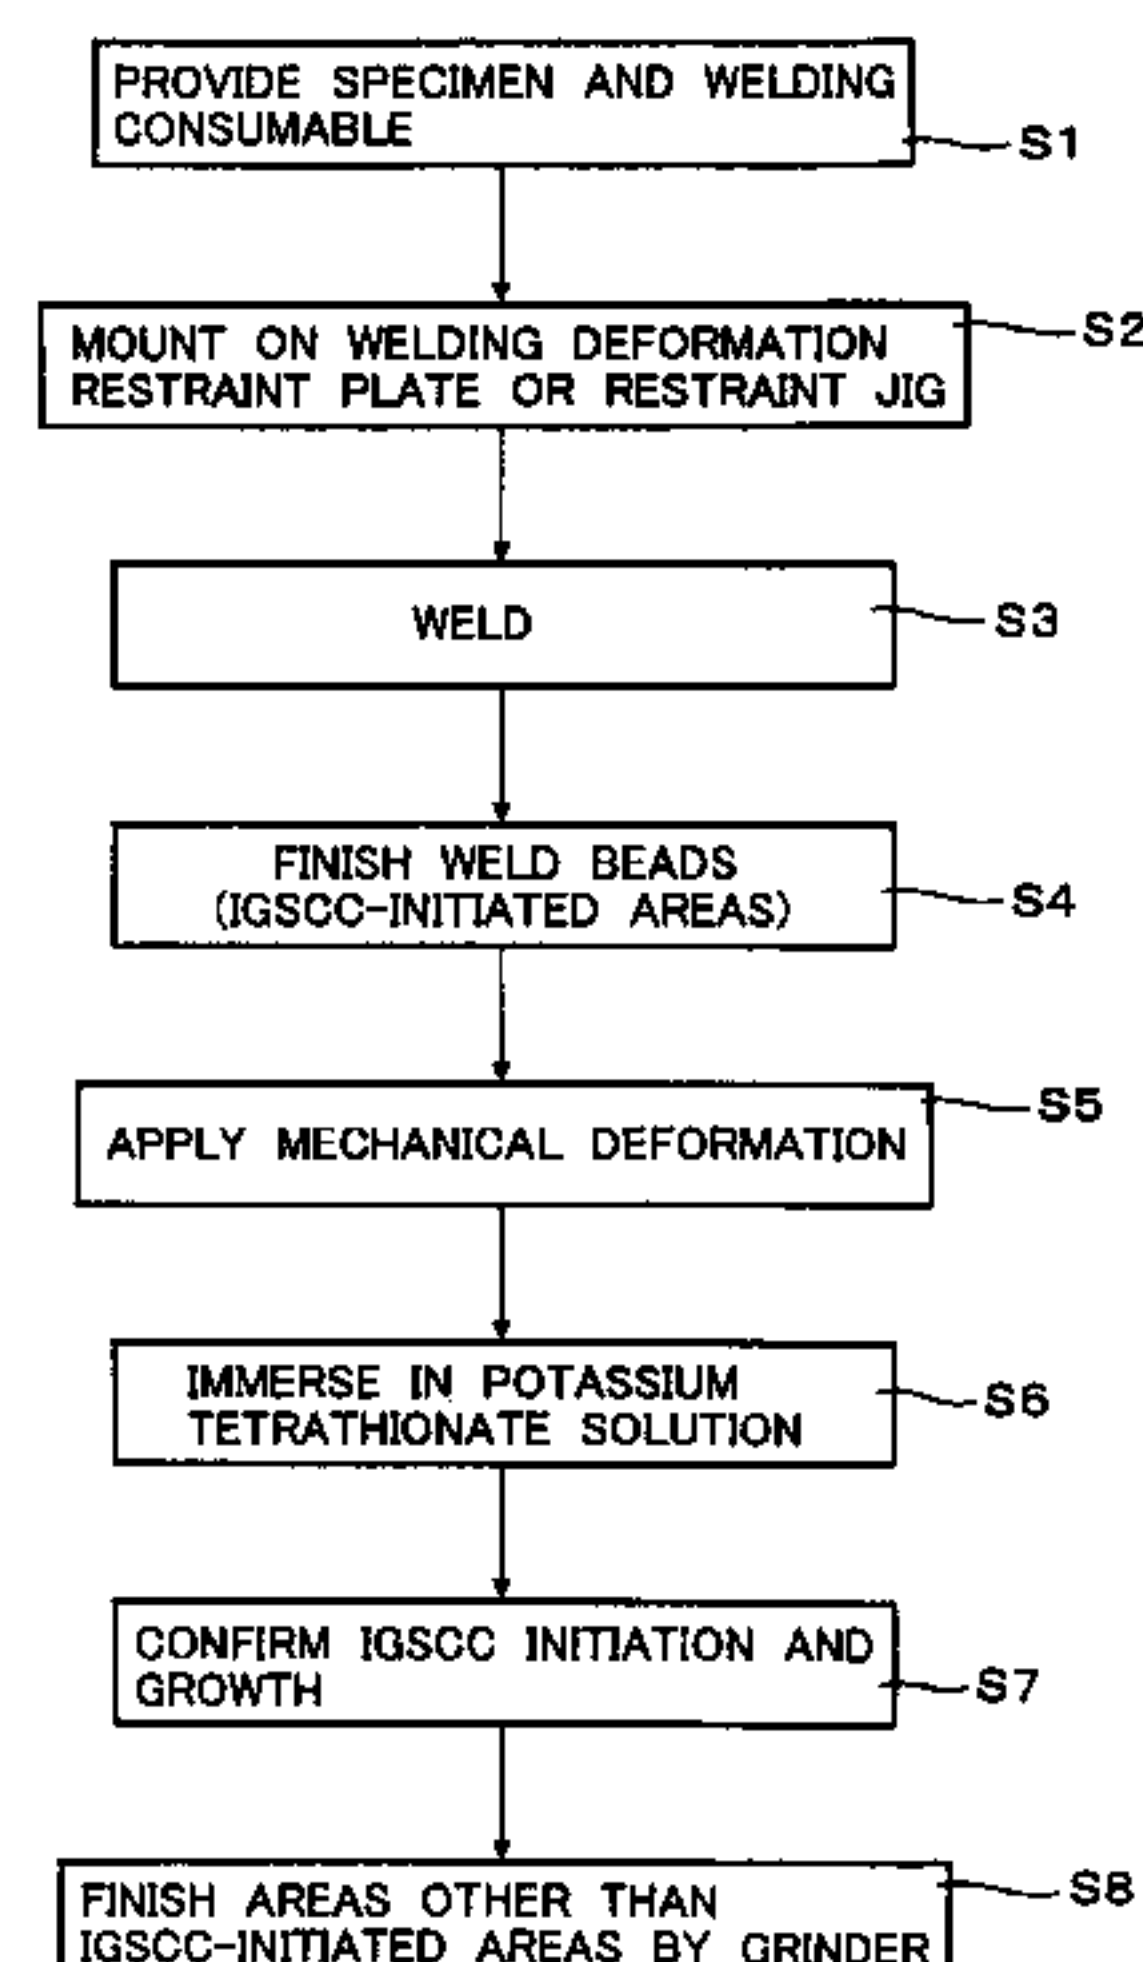 PROVIDE SPECIMEN AND WELDING
CONSUMABLE
S1
MOUNT ON WELDING DEFORMATION
RESTRAINT PLATE OR RESTRAINT JIG
S2
WELD
S3
FINISH WELD BEADS
(IGSCC-INITIATED AREAS)
S4
APPLY MECHANICAL DEFORMATION
S5
IMMERSE IN POTASSIUM
TETRATHIONATE SOLUTION
S6
CONFIRM IGSCC INITIATION AND
GROWTH
S7
FINISH AREAS OTHER THAN
IGSCC-INITIATED AREAS BY GRINDER
S8